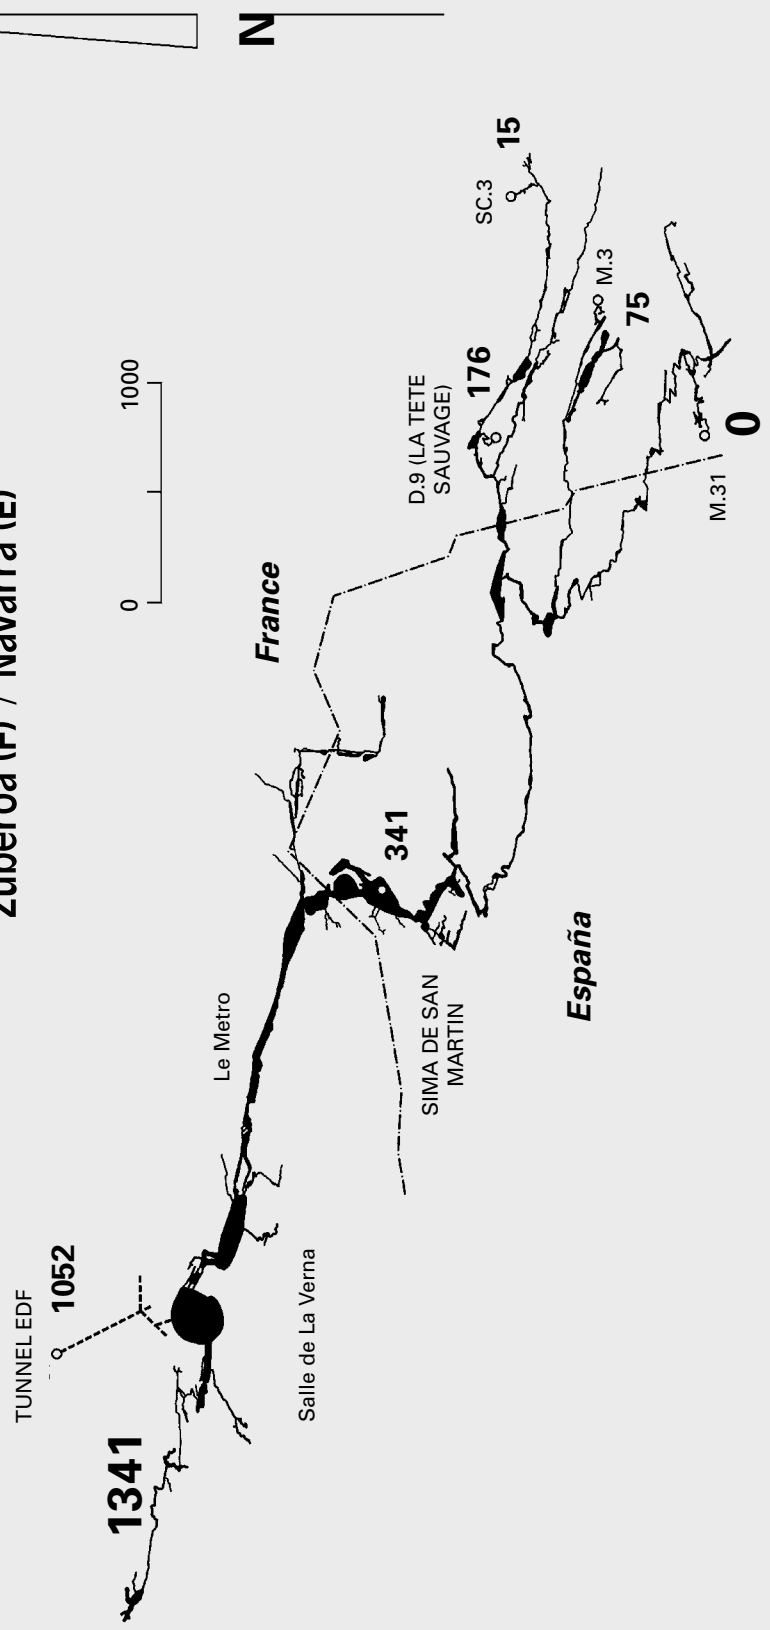 Zuberoa (F) / Navarra (E)
TUNNEL EDF
1052
1341
0 1000
N
Le Metro
France
Salle de La Verna
341
SIMA DE SAN
MARTIN
D.9 (LA TETE
SAUVAGE)
176
SC.3
15
España
M.3
75
M.31
0